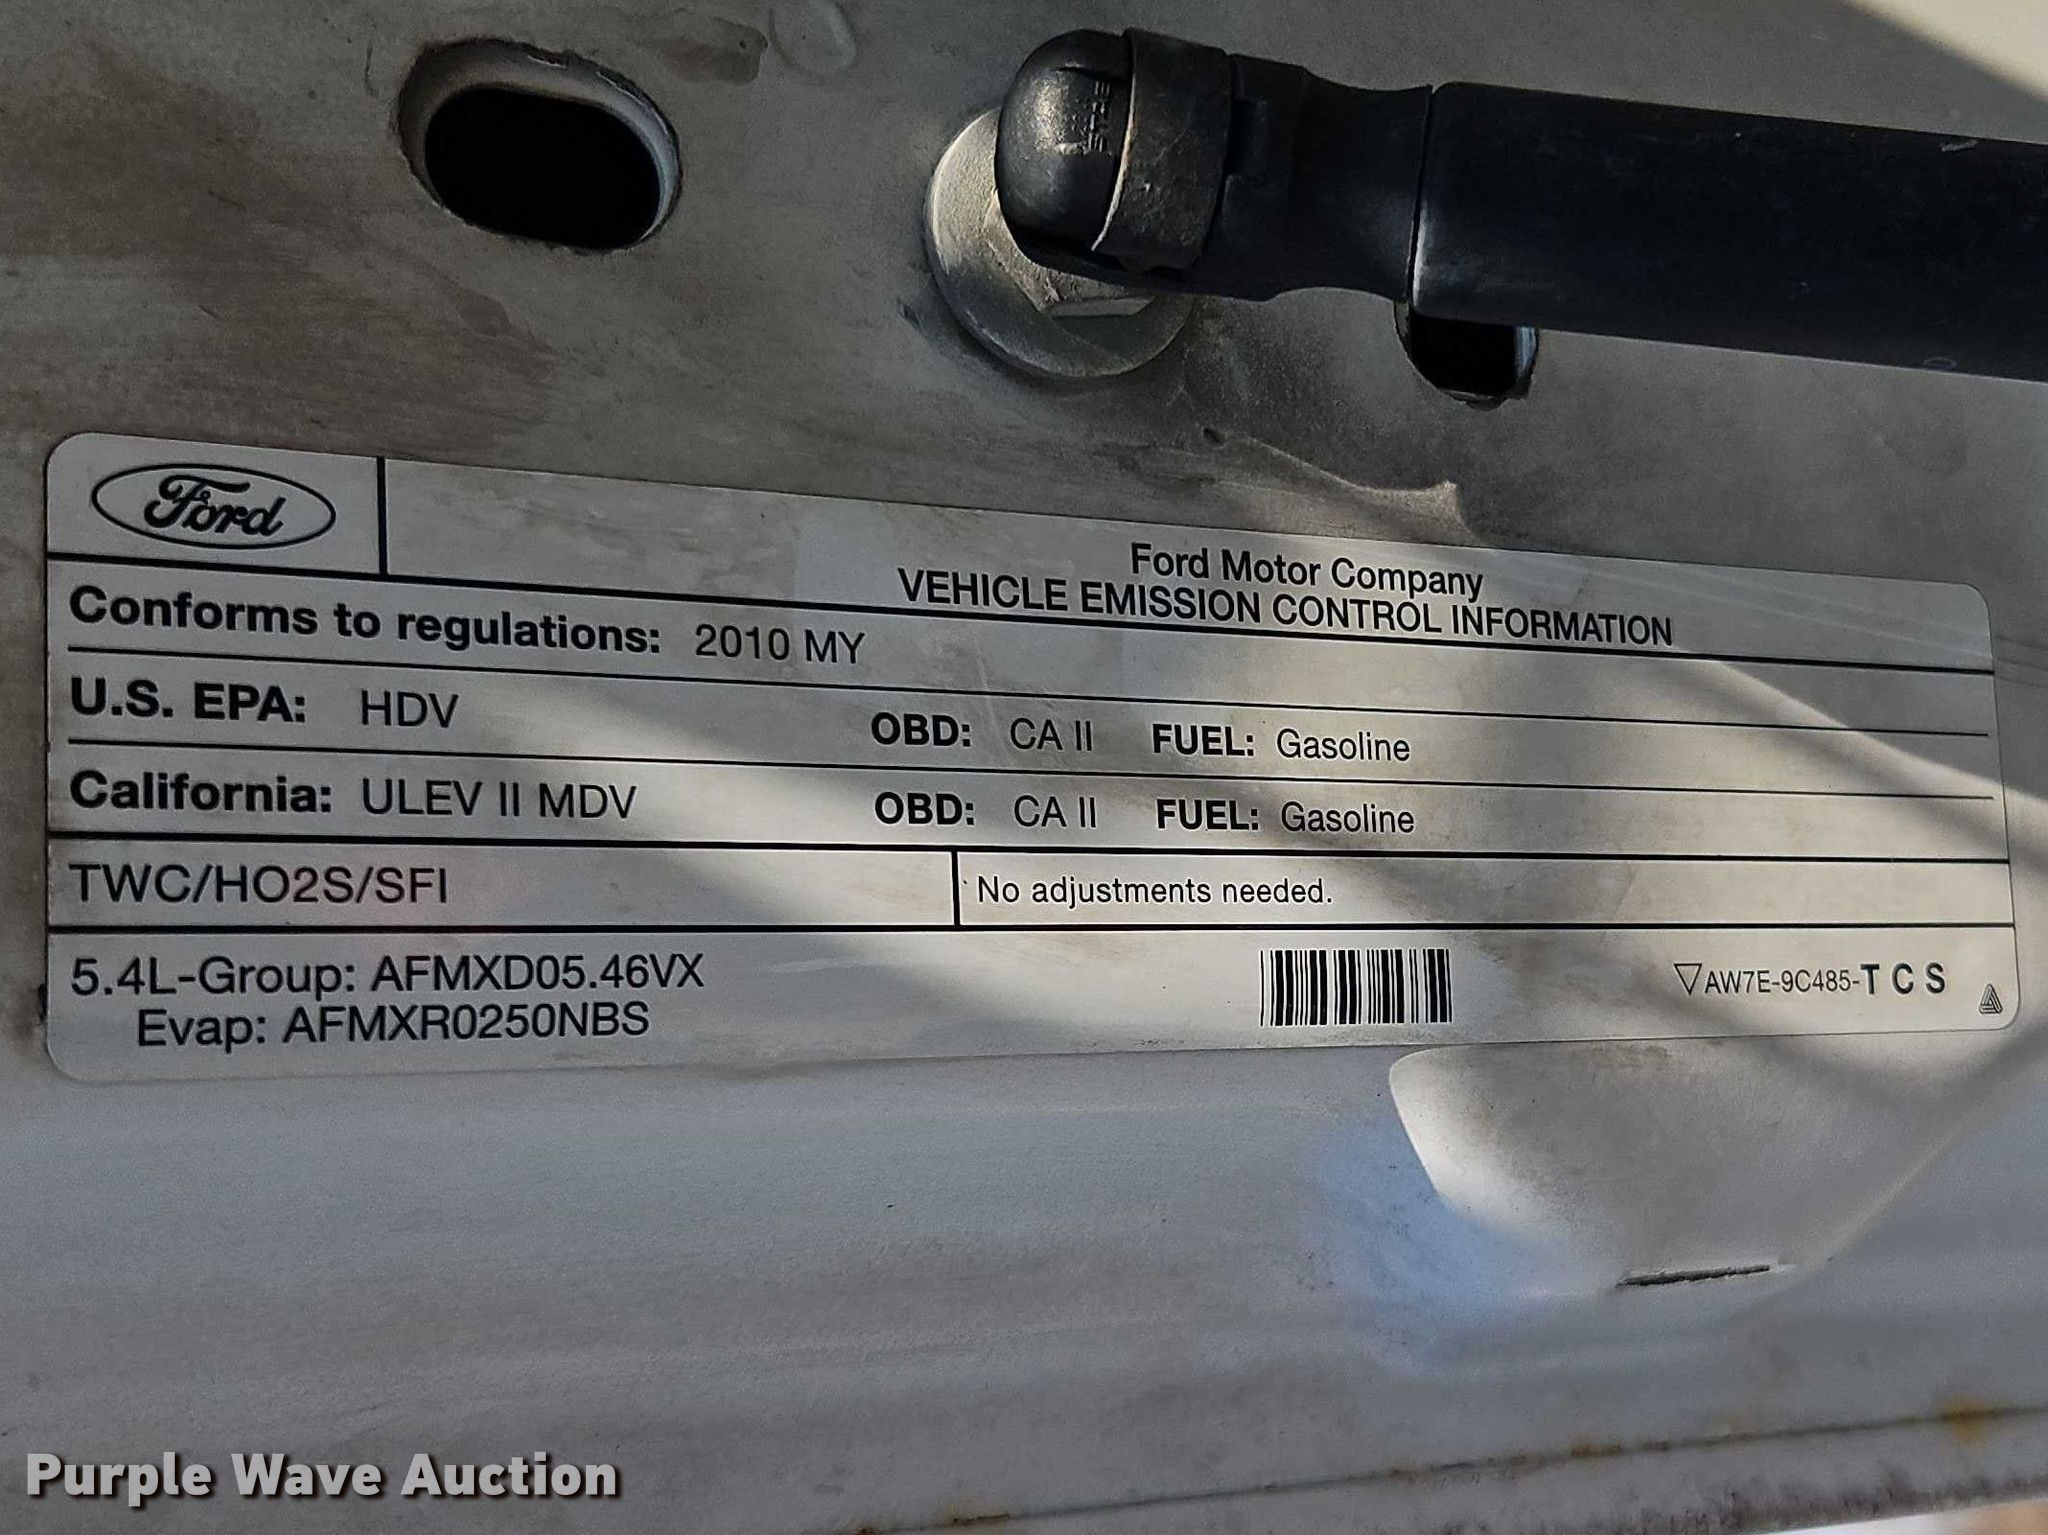 Ford
Ford Motor Company
VEHICLE EMISSION CONTROL INFORMATION
Conforms to regulations: 2010 MY
U.S. EPA: HDV OBD: CA II FUEL: Gasoline
California: ULEV II MDV OBD: CA II FUEL: Gasoline
TWC/HO2S/SFI No adjustments needed.
5.4L-Group: AFMXD05.46VX
Evap: AFMXR0250NBS
AW7E-9C485-T C S
Purple Wave Auction